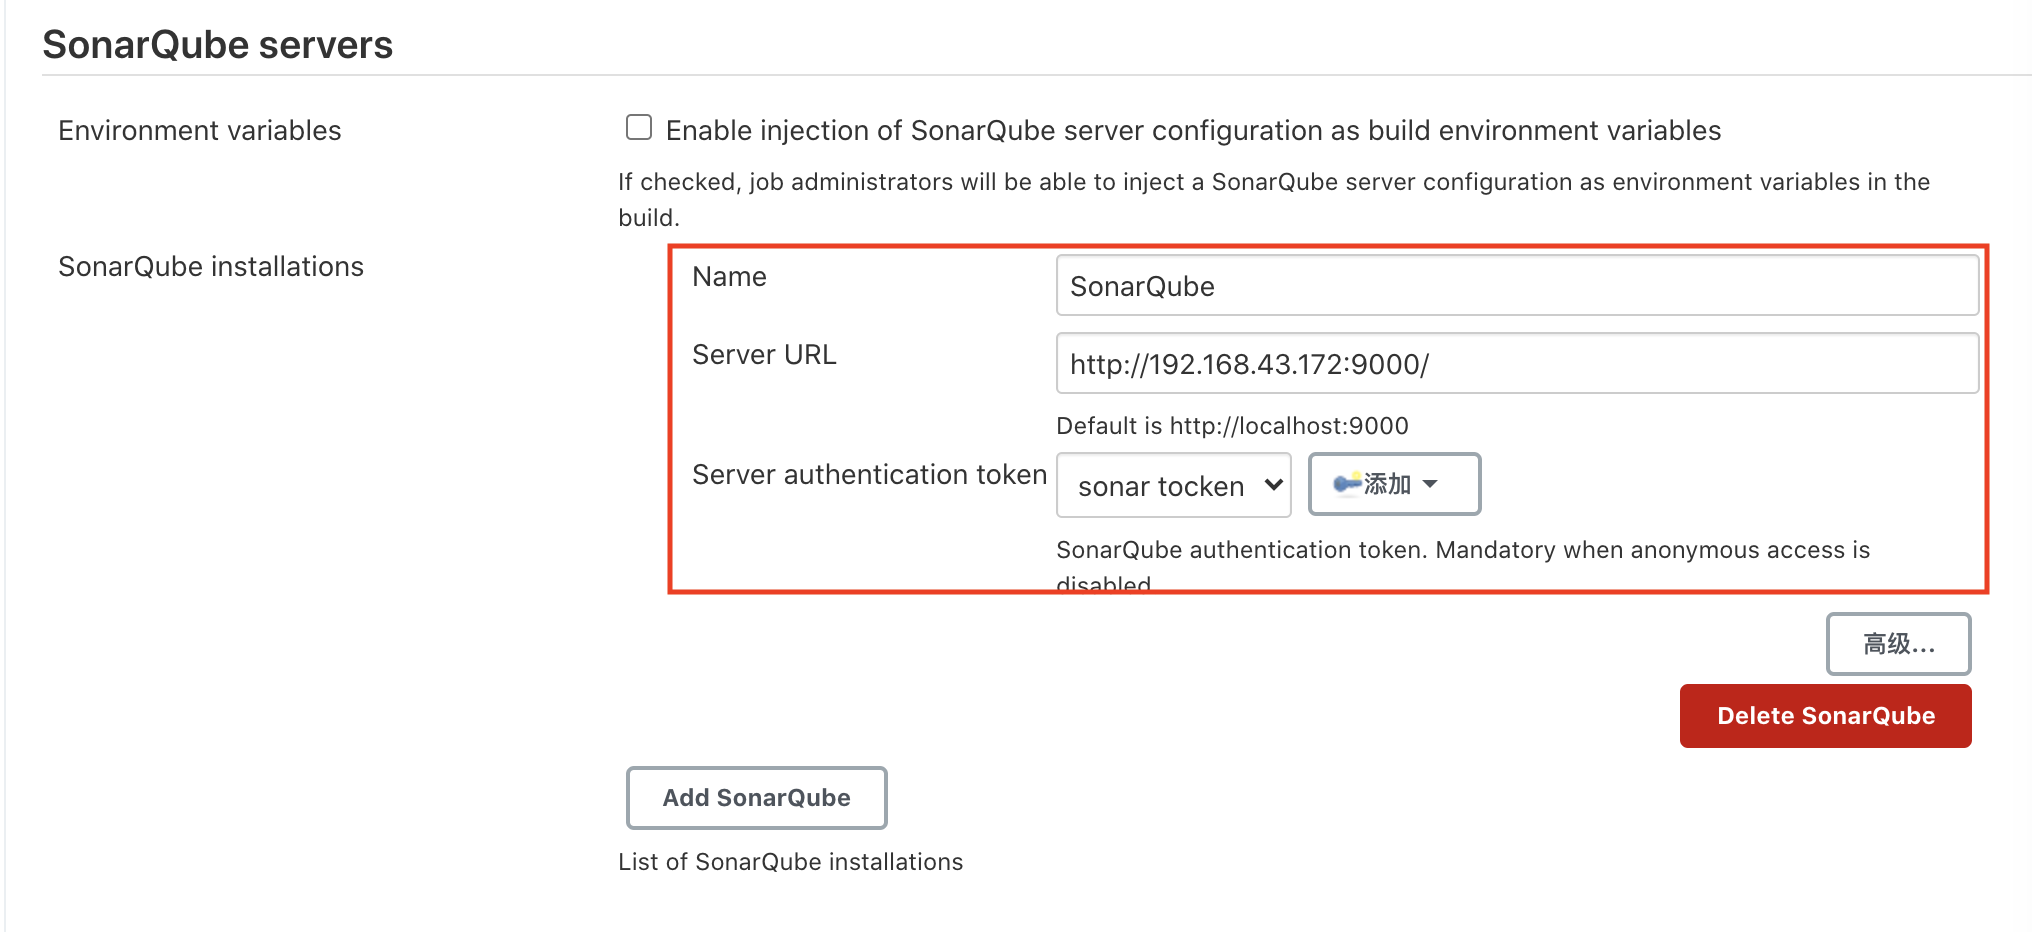 SonarQube servers
Environment variables
Enable injection of SonarQube server configuration as build environment variables
If checked, job administrators will be able to inject a SonarQube server configuration as environment variables in the
build.
SonarQube installations
Name
SonarQube
Server URL
http://192.168.43.172:9000/
Default is http://localhost:9000
Server authentication token
sonar tocken
添加
SonarQube authentication token. Mandatory when anonymous access is
disabled
高级...
Delete SonarQube
Add SonarQube
List of SonarQube installations